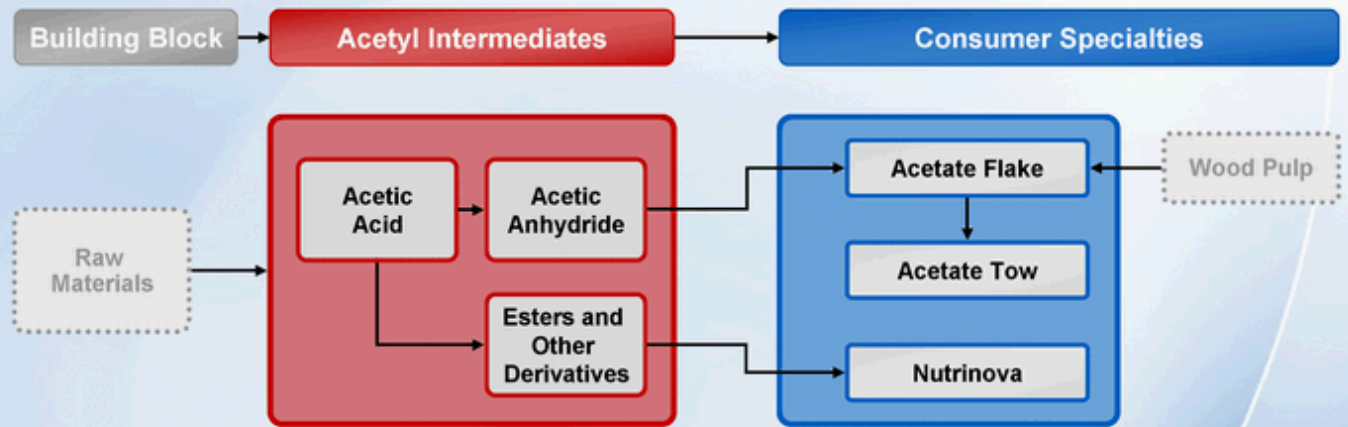 Building Block
Acetyl Intermediates
Consumer Specialties
Raw
Materials
Acetic
Acid
Acetic
Anhydride
Esters and
Other
Derivatives
Acetate Flake
Acetate Tow
Nutrinova
Wood Pulp